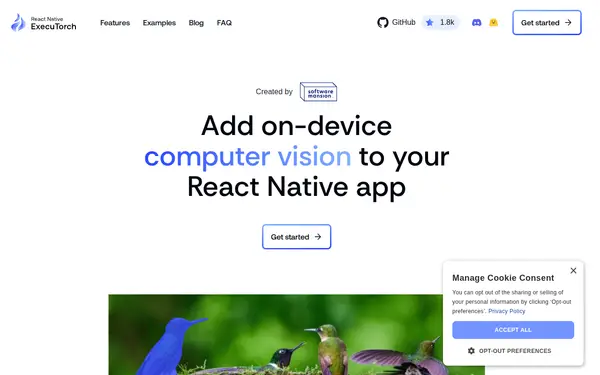 React Native
ExecuTorch
Features
Examples
Blog
FAQ
GitHub
1.8k
Get started
Created by
software
mansion
Add on-device
computer vision to your
React Native app
Get started
Manage Cookie Consent
You can opt out of the sharing or selling
of your personal information by clicking 'Opt-out
preferences'. Privacy Policy
ACCEPT ALL
OPT-OUT PREFERENCES